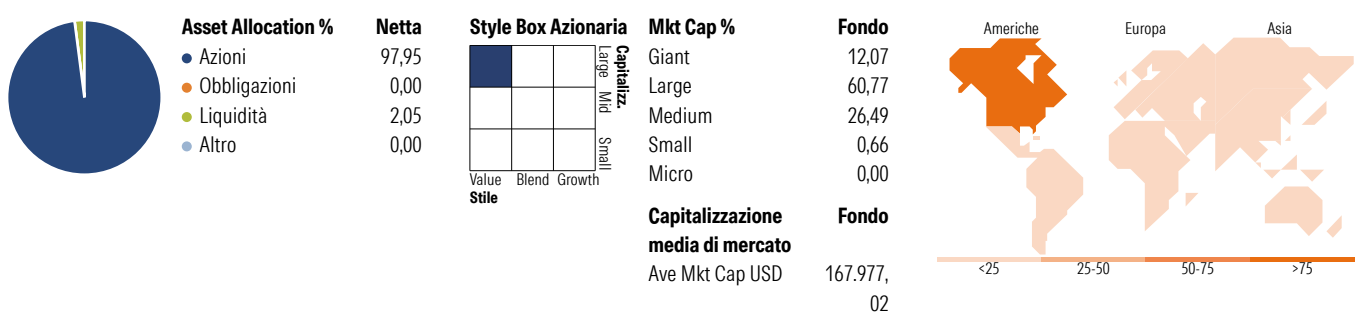 Asset Allocation % Netta
Azioni 97,95
Obbligazioni 0,00
Liquidità 2,05
Altro 0,00
Style Box Azionaria
Capitalizz.
Large
Mid
Small
Value Blend Growth
Stile
Mkt Cap % Fondo
Giant 12,07
Large 60,77
Medium 26,49
Small 0,66
Micro 0,00
Capitalizzazione Fondo
media di mercato
Ave Mkt Cap USD 167.977,
02
Americhe Europa Asia
<25 25-50 50-75 >75